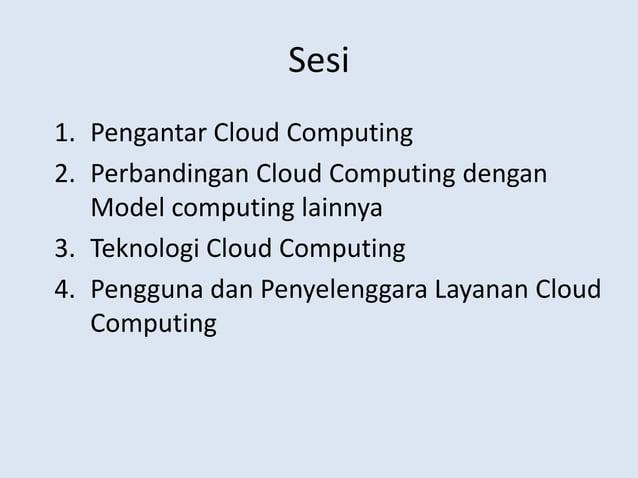 Sesi
1. Pengantar Cloud Computing
2. Perbandingan Cloud Computing dengan
Model computing lainnya
3. Teknologi Cloud Computing
4. Pengguna dan Penyelenggara Layanan Cloud
Computing